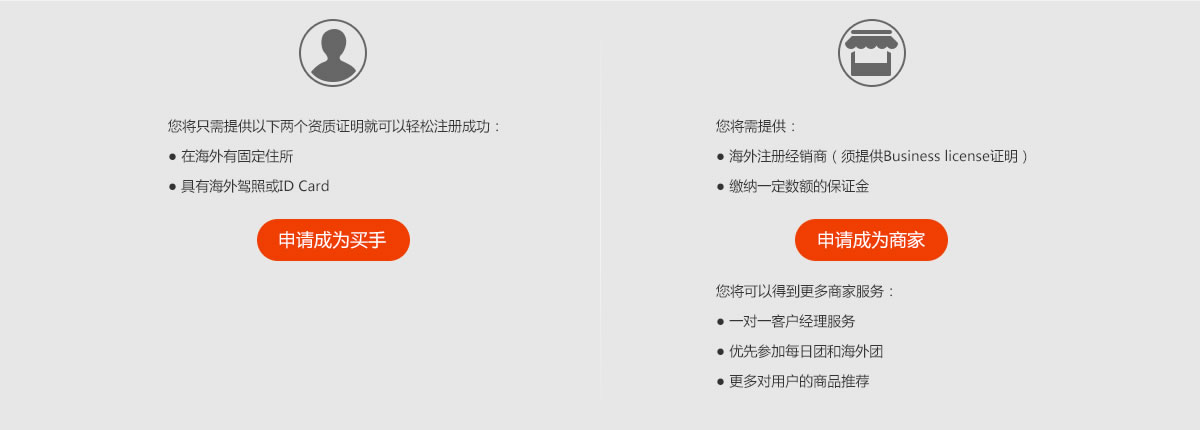 您将只需提供以下两个资质证明就可以轻松注册成功：
● 在海外有固定住所
● 具有海外驾照或ID Card
申请成为买手
您将需提供：
● 海外注册经销商（须提供Business license证明）
● 缴纳一定数额的保证金
申请成为商家
您将可以得到更多商家服务：
● 一对一客户经理服务
● 优先参加每日团和海外团
● 更多对用户的商品推荐